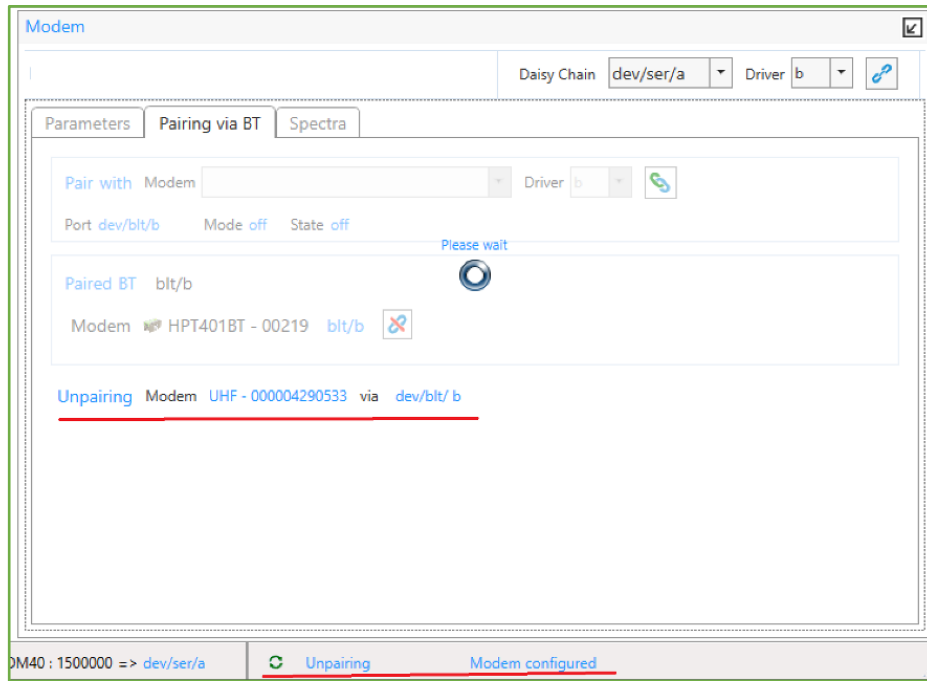 Modem
Daisy Chain dev/ser/a Driver b
Parameters Pairing via BT Spectra
Pair with Modem Driver b
Port dev/blt/b Mode off State off
Please wait
Paired BT blt/b
Modem HPT401BT - 00219 blt/b
Unpairing Modem UHF - 000004290533 via dev/blt/ b
OM40 : 1500000 => dev/ser/a Unpairing Modem configured